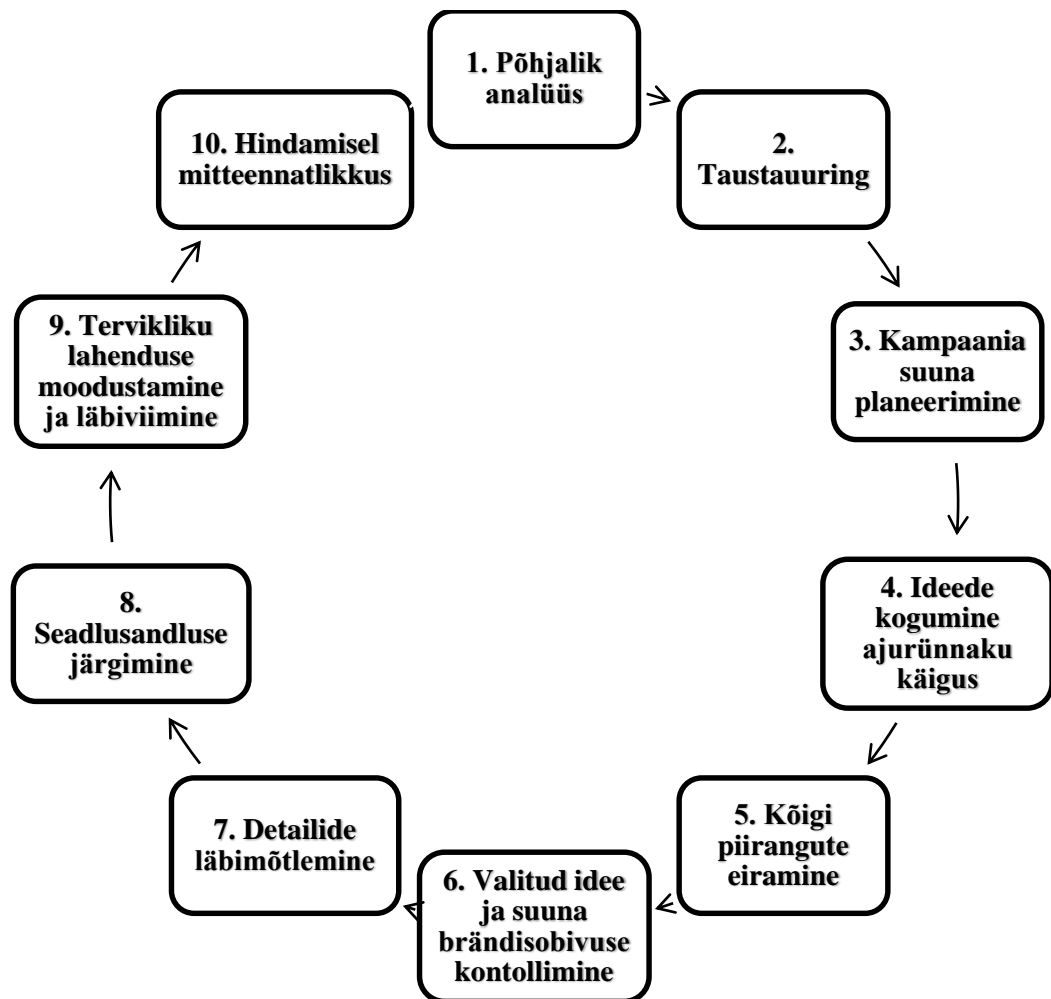 1. Põhjalik
analüüs
2.
Taustauuring
3. Kampaania
suuna
planeerimine
4. Ideede
kogumine
ajurünnaku
käigus
5. Kõigi
piirangute
eiramine
6. Valitud idee
ja suuna
brändisobivuse
kontollimine
7. Detailide
läbimõtlemine
8.
Seadlusandluse
järgimine
9. Tervikliku
lahenduse
moodustamine
ja läbiviimine
10. Hindamisel
mitteennatlikkus